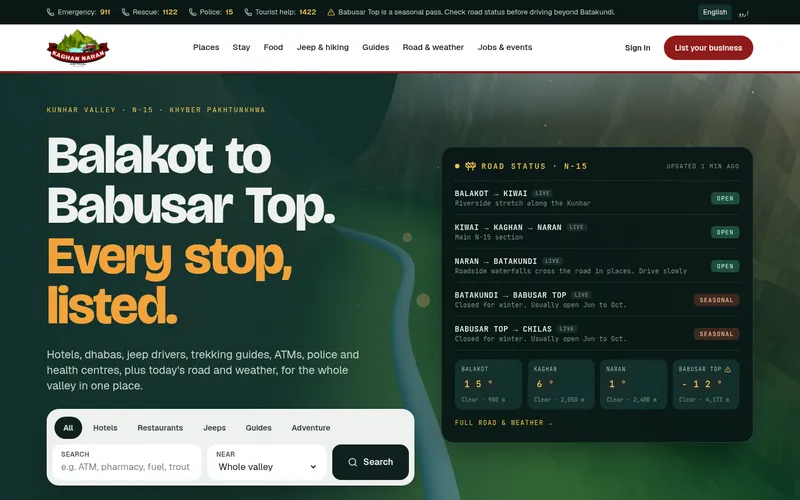 Emergency: 911 Rescue: 1122 Police: 15 Tourist help: 1422 Babusar Top is a seasonal pass. Check road status before driving beyond Batakundi. English اردو
KAGHAN NARAN
Places Stay Food Jeep & hiking Guides Road & weather Jobs & events Sign in List your business
KUNHAR VALLEY · N-15 · KHYBER PAKHTUNKHWA
Balakot to
Babusar Top.
Every stop,
listed.
Hotels, dhabas, jeep drivers, trekking guides, ATMs, police and
health centres, plus today's road and weather, for the whole
valley in one place.
All Hotels Restaurants Jeeps Guides Adventure
SEARCH
e.g. ATM, pharmacy, fuel, trout
NEAR
Whole valley
Search
ROAD STATUS · N-15 UPDATED 1 MIN AGO
BALAKOT → KIWAI LIVE
Riverside stretch along the Kunhar
OPEN
KIWAI → KAGHAN → NARAN LIVE
Main N-15 section
OPEN
NARAN → BATAKUNDI LIVE
Roadside waterfalls cross the road in places. Drive slowly
OPEN
BATAKUNDI → BABUSAR TOP LIVE
Closed for winter. Usually open Jun to Oct.
SEASONAL
BABUSAR TOP → CHILAS LIVE
Closed for winter. Usually open Jun to Oct.
SEASONAL
BALAKOT
15°
Clear · 980 m
KAGHAN
6°
Clear · 2,050 m
NARAN
1°
Clear · 2,400 m
BABUSAR TOP
-12°
Clear · 4,173 m
FULL ROAD & WEATHER →